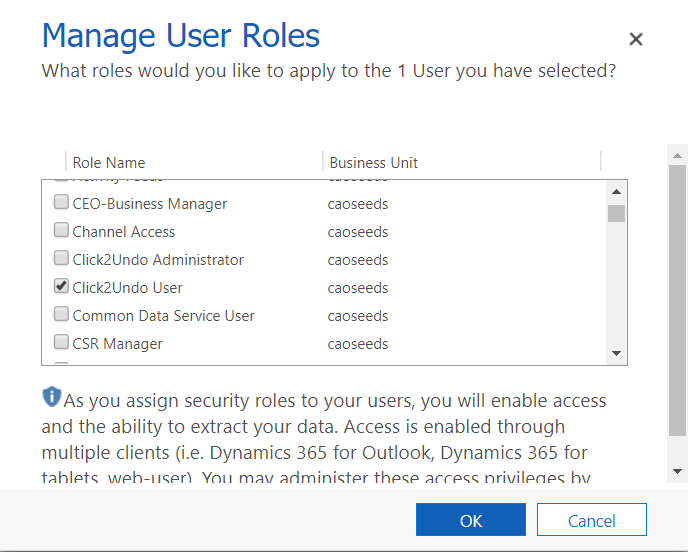 Manage User Roles
What roles would you like to apply to the 1 User you have selected?
Role Name Business Unit
CEO-Business Manager caoseeds
Channel Access caoseeds
Click2Undo Administrator caoseeds
Click2Undo User caoseeds
Common Data Service User caoseeds
CSR Manager caoseeds
As you assign security roles to your users, you will enable access
and the ability to extract your data. Access is enabled through
multiple clients (i.e. Dynamics 365 for Outlook, Dynamics 365 for
tablets, web-user). You may administer these access privileges by
OK Cancel